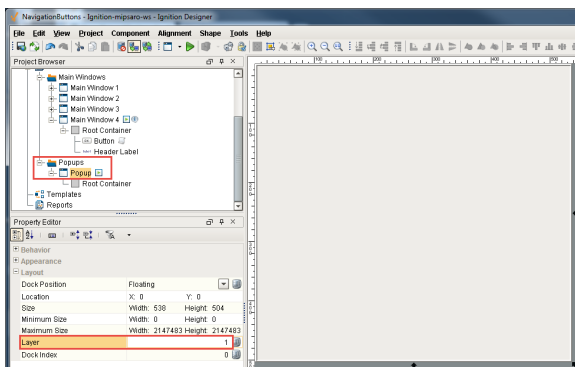 NavigationButtons - Ignition-mipsaro-ws - Ignition Designer
File Edit View Project Component Alignment Shape Tools Help
Project Browser
Main Windows
Main Window 1
Main Window 2
Main Window 3
Main Window 4
Root Container
Button
Header Label
Popups
Popup
Root Container
Templates
Reports
Property Editor
Behavior
Appearance
Layout
Dock Position Floating
Location X: 0 Y: 0
Size Width: 538 Height: 504
Minimum Size Width: 0 Height: 0
Maximum Size Width: 2147483 Height: 2147483
Layer 1
Dock Index 0